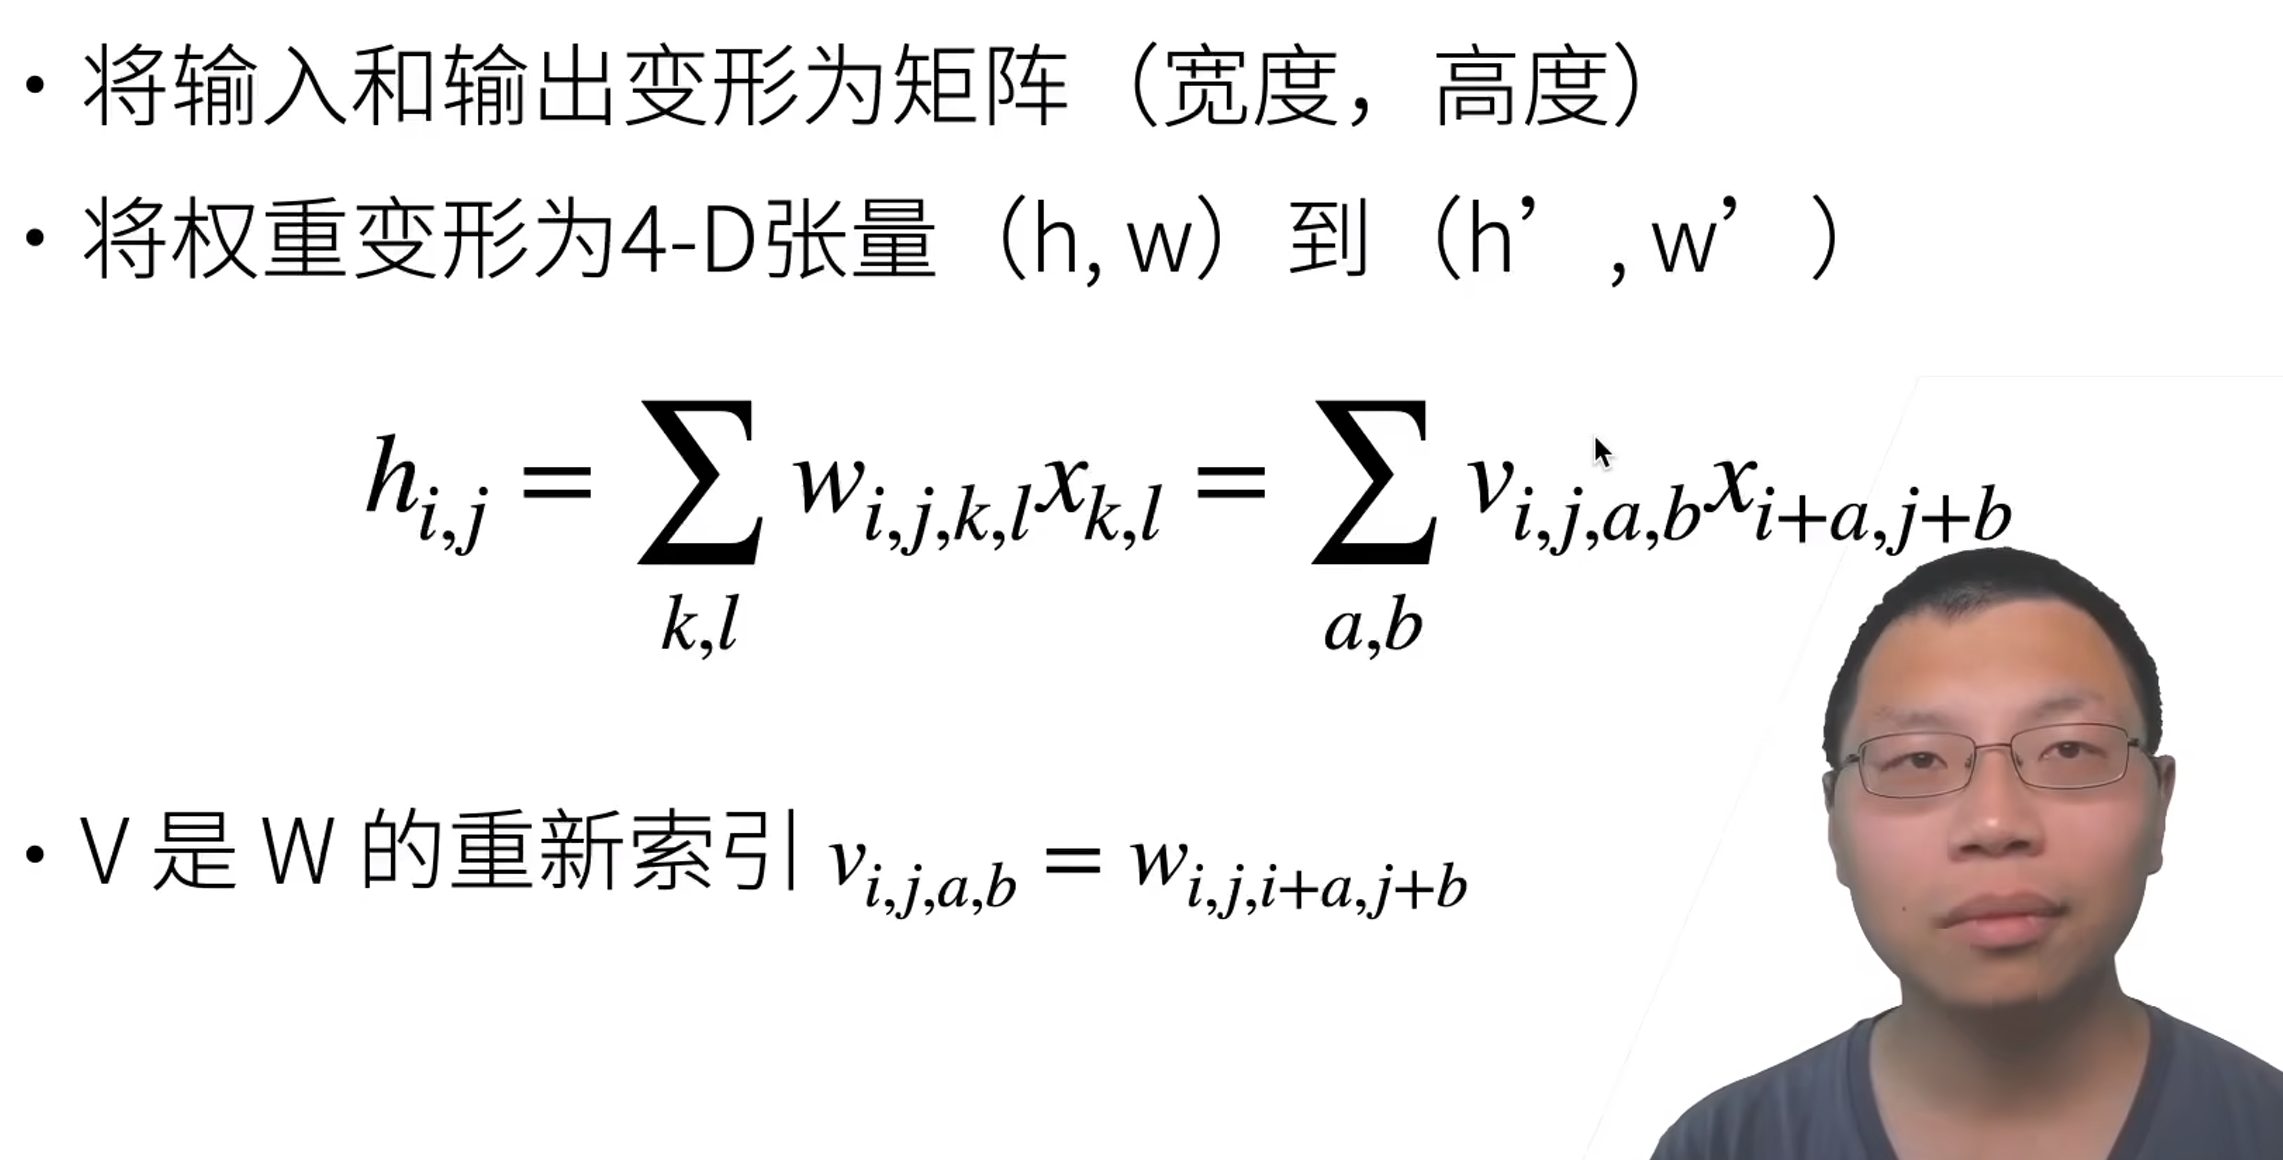 • 将输入和输出变形为矩阵（宽度，高度）
• 将权重变形为4-D张量（h, w）到（h’, w’）
h_{i,j} = \sum_{k,l} w_{i,j,k,l} x_{k,l} = \sum_{a,b} v_{i,j,a,b} x_{i+a,j+b}
• V 是 W 的重新索引 v_{i,j,a,b} = w_{i,j,i+a,j+b}